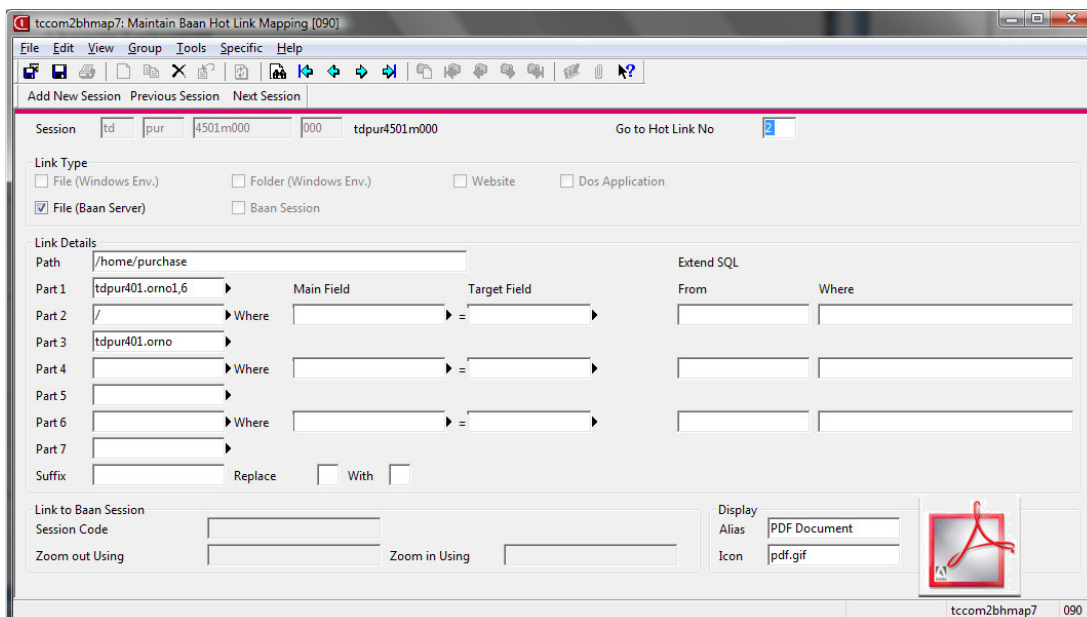 tccom2bhmap7: Maintain Baan Hot Link Mapping [090]
File Edit View Group Tools Specific Help
Add New Session Previous Session Next Session
Session td pur 4501m000 000 tdpur4501m000 Go to Hot Link No 2
Link Type
File (Windows Env.) Folder (Windows Env.) Website Dos Application
File (Baan Server) Baan Session
Link Details
Path /home/purchase Extend SQL
Part 1 tdpur401.orno1,6 Main Field Target Field From Where
Part 2 / Where =
Part 3 tdpur401.orno
Part 4 Where =
Part 5
Part 6 Where =
Part 7
Suffix Replace With
Link to Baan Session Display
Session Code Alias PDF Document
Zoom out Using Zoom in Using Icon pdf.gif
tccom2bhmap7 090